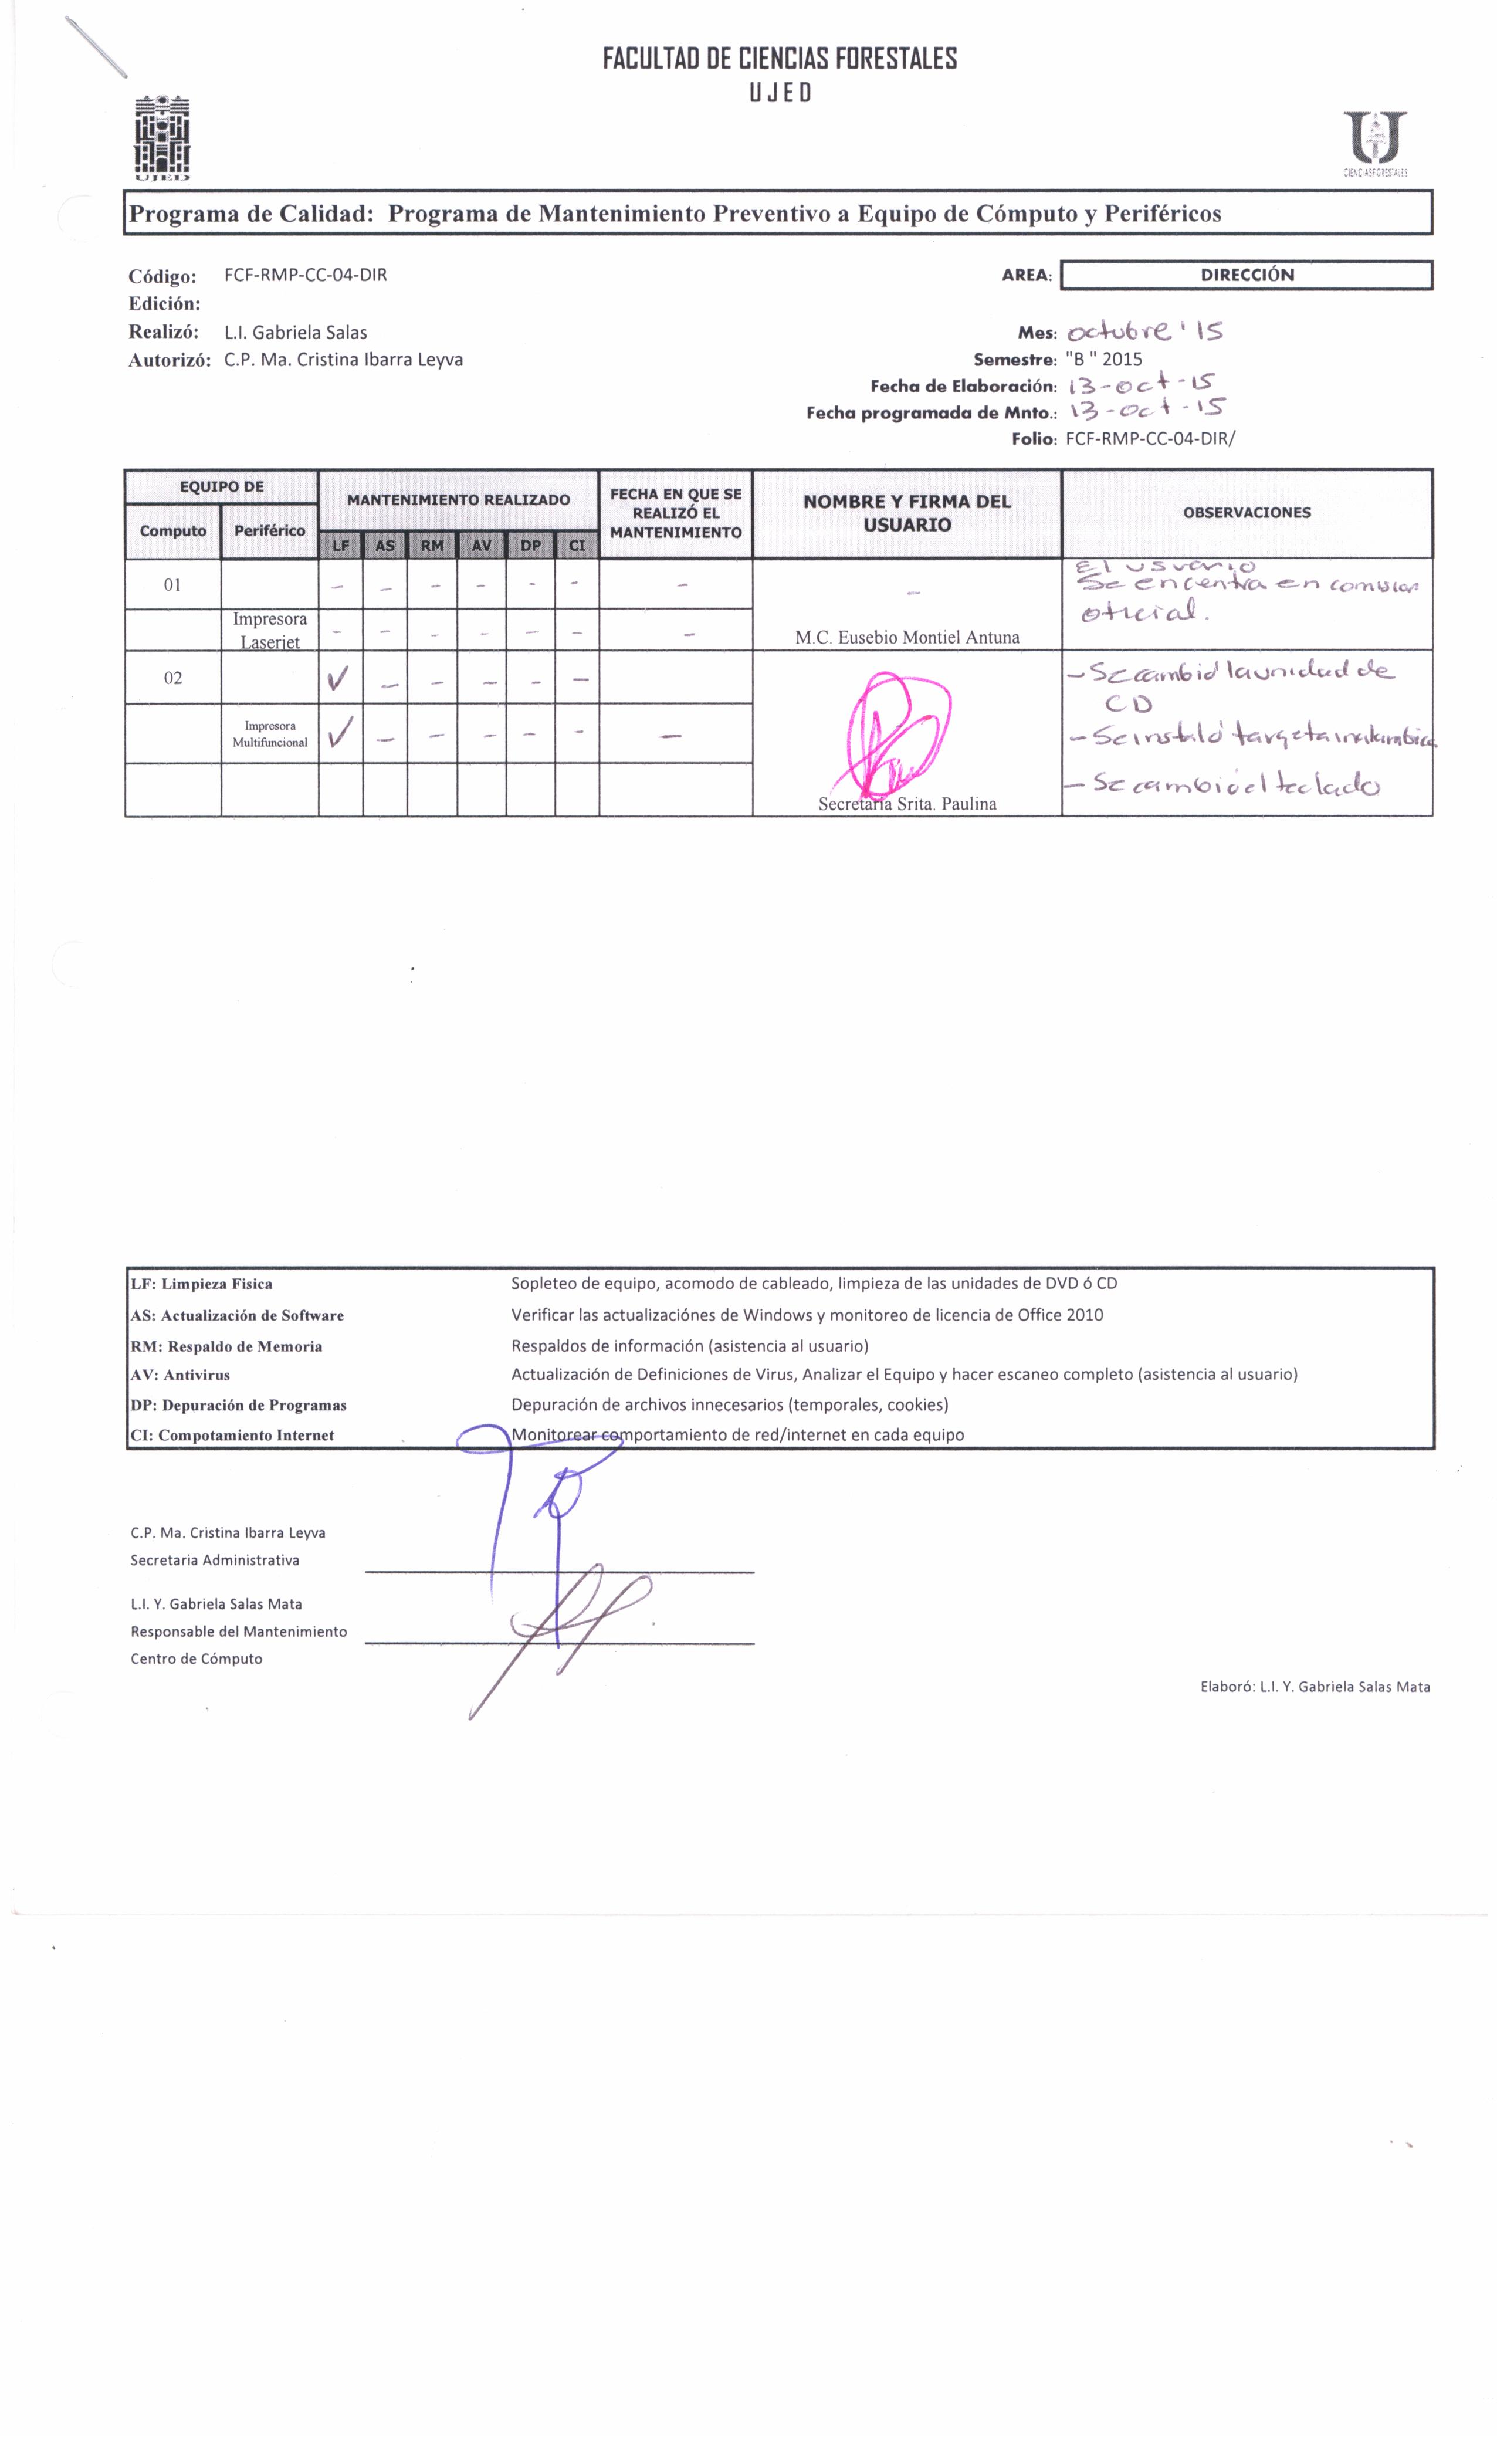 FACULTAD DE CIENCIAS FORESTALES
UJED
UJED
CIENCIASFORESTALES
Programa de Calidad: Programa de Mantenimiento Preventivo a Equipo de Cómputo y Periféricos
Código: FCF-RMP-CC-04-DIR
AREA: DIRECCIÓN
Edición:
Realizó: L.I. Gabriela Salas
Mes: octubre '15
Autorizó: C.P. Ma. Cristina Ibarra Leyva
Semestre: "B " 2015
Fecha de Elaboración: 13-oct-15
Fecha programada de Mnto.: 13-oct-15
Folio: FCF-RMP-CC-04-DIR/
EQUIPO DE
MANTENIMIENTO REALIZADO
FECHA EN QUE SE REALIZÓ EL MANTENIMIENTO
NOMBRE Y FIRMA DEL USUARIO
OBSERVACIONES
Computo Periférico
LF AS RM AV DP CI
01 – – – – – – – –
El usuario
Se encentra en comision
oficial.
Impresora
Laserjet – – – – – – –
M.C. Eusebio Montiel Antuna
02 ✓ – – – – –
- Se cambió la unidad de
CD
Impresora
Multifuncional ✓ – – – – – –
- Se instaló targeta inalambica
- Se cambió el teclado
Secretaria Srita. Paulina
LF: Limpieza Fisica Sopleteo de equipo, acomodo de cableado, limpieza de las unidades de DVD ó CD
AS: Actualización de Software Verificar las actualizaciónes de Windows y monitoreo de licencia de Office 2010
RM: Respaldo de Memoria Respaldos de información (asistencia al usuario)
AV: Antivirus Actualización de Definiciones de Virus, Analizar el Equipo y hacer escaneo completo (asistencia al usuario)
DP: Depuración de Programas Depuración de archivos innecesarios (temporales, cookies)
CI: Compotamiento Internet Monitorear comportamiento de red/internet en cada equipo
C.P. Ma. Cristina Ibarra Leyva
Secretaria Administrativa
L.I. Y. Gabriela Salas Mata
Responsable del Mantenimiento
Centro de Cómputo
Elaboró: L.I. Y. Gabriela Salas Mata